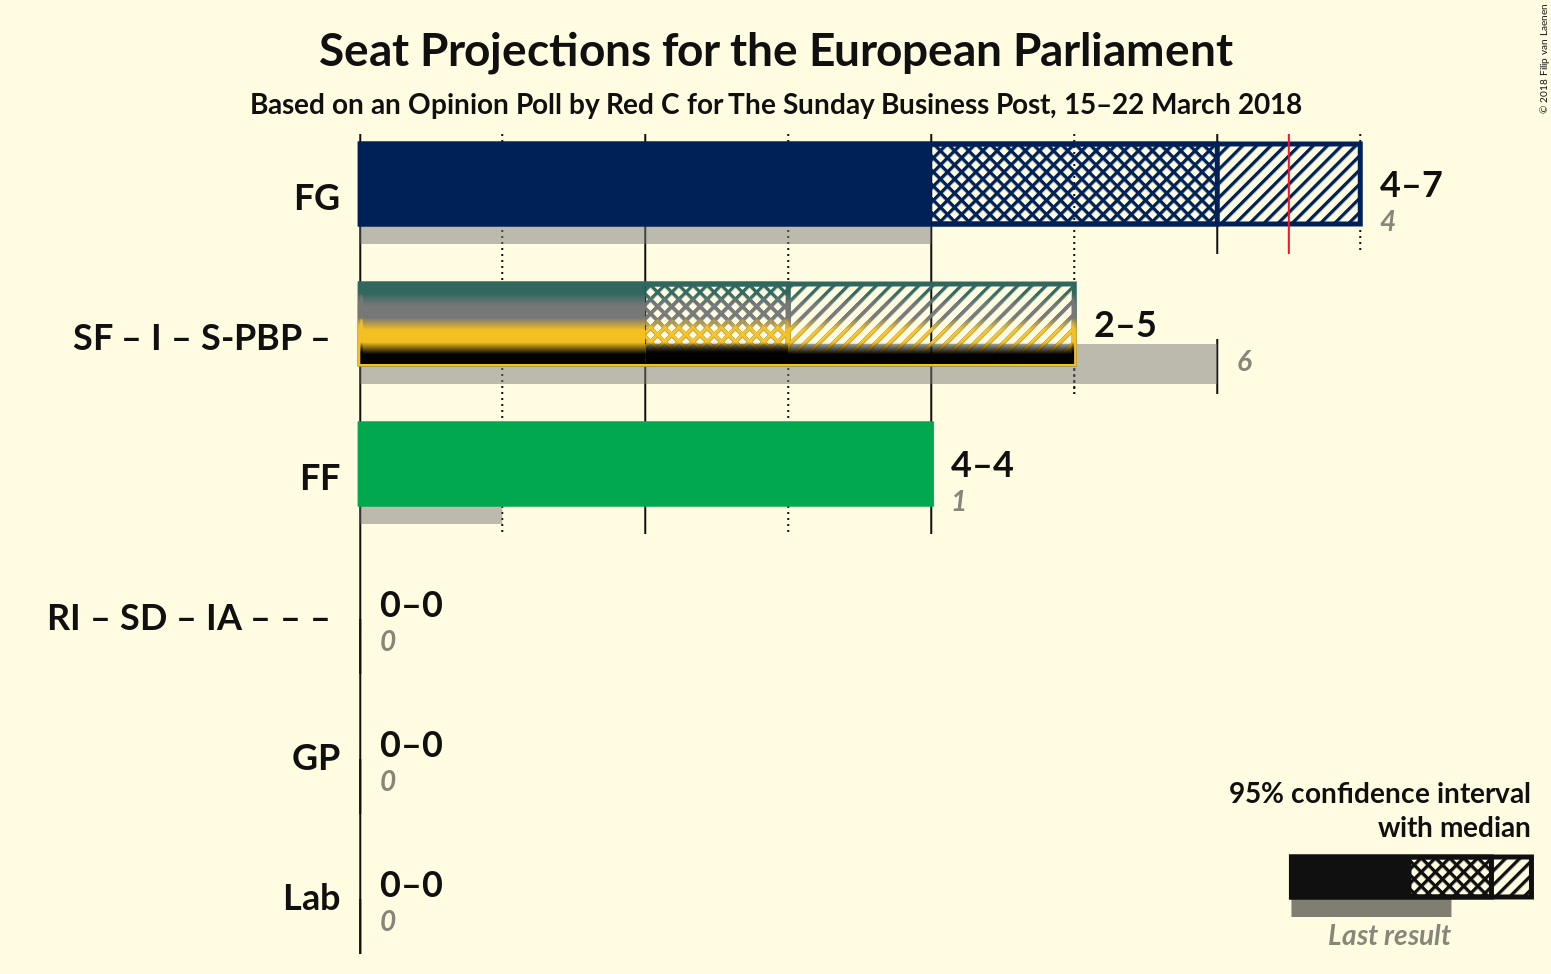 Seat Projections for the European Parliament
Based on an Opinion Poll by Red C for The Sunday Business Post, 15–22 March 2018
© 2018 Filip van Laenen
FG
4–7
4
SF – I – S-PBP –
2–5
6
FF
4–4
1
RI – SD – IA – – –
0–0
0
GP
0–0
0
Lab
0–0
0
95% confidence interval
with median
Last result